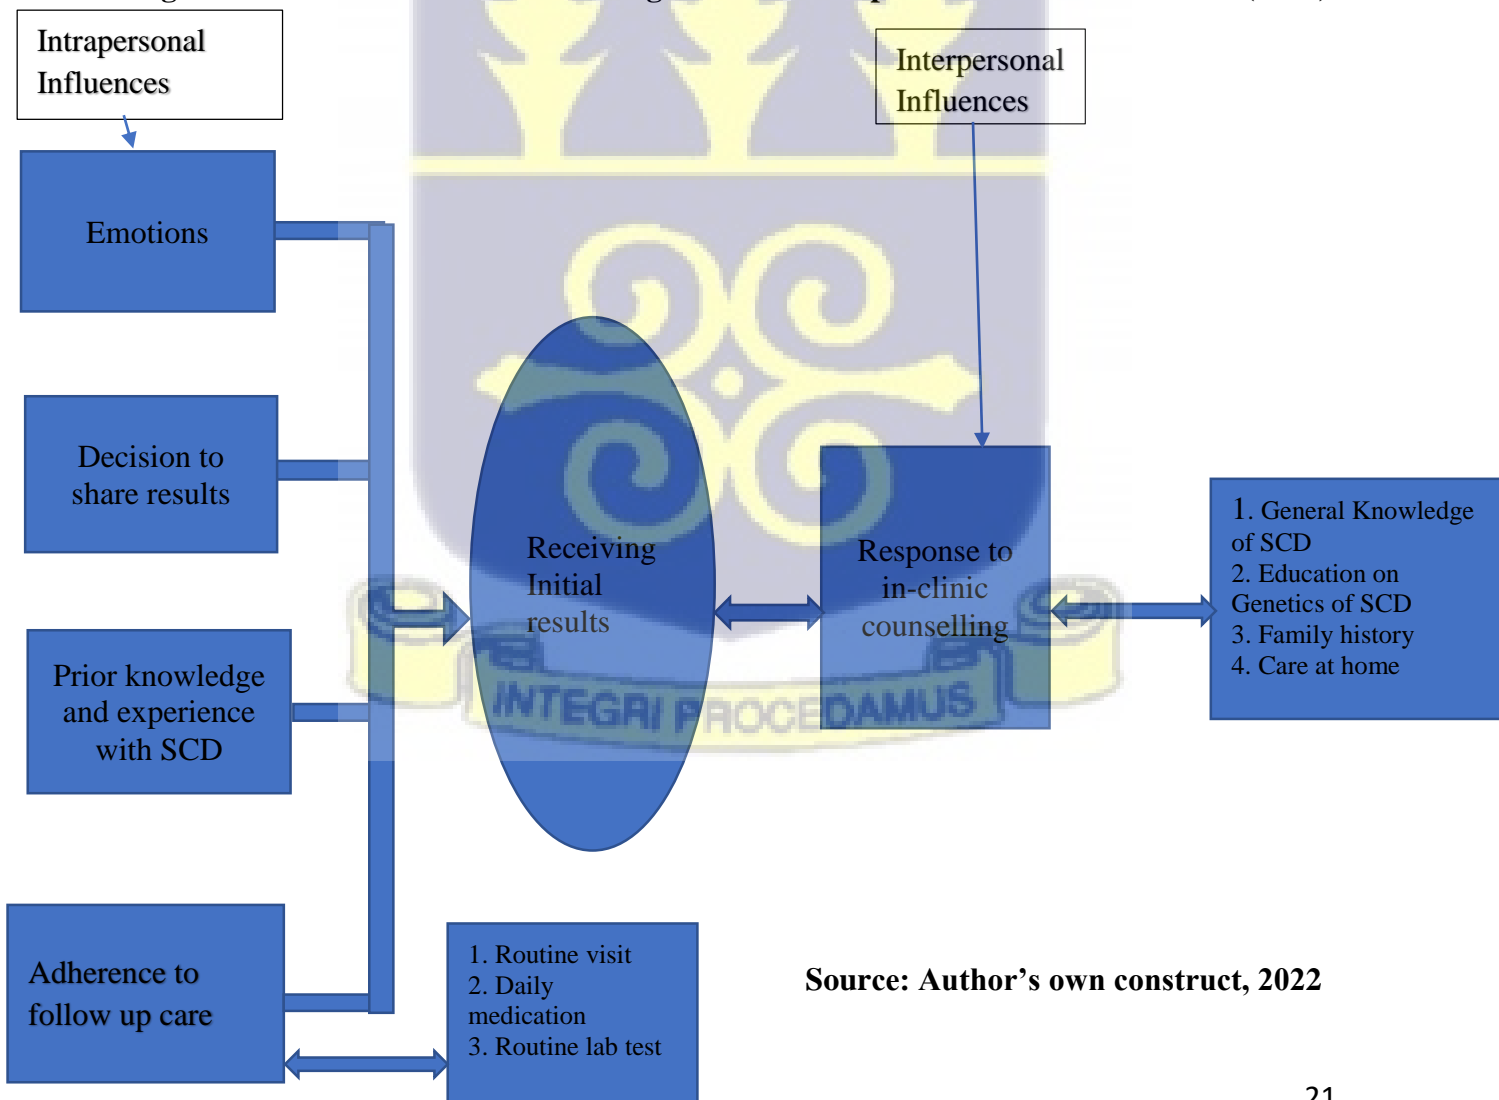 Intrapersonal
Influences
Interpersonal
Influences
Emotions
Decision to
share results
Prior knowledge
and experience
with SCD
Adherence to
follow up care
1. Routine visit
2. Daily
medication
3. Routine lab test
Receiving
Initial
results
Response to
in-clinic
counselling
1. General Knowledge
of SCD
2. Education on
Genetics of SCD
3. Family history
4. Care at home
INTEGRI PROCEDAMUS
Source: Author’s own construct, 2022
21